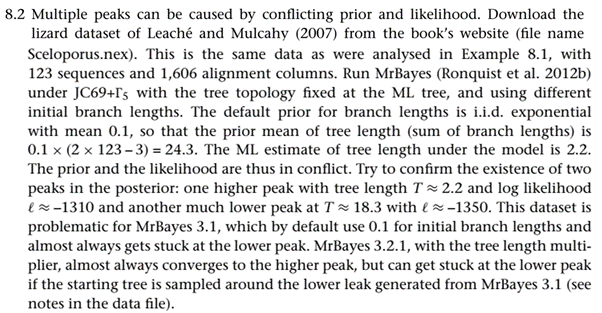 8.2 Multiple peaks can be caused by conflicting prior and likelihood. Download the
lizard dataset of Leaché and Mulcahy (2007) from the book's website (file name
Sceloporus.nex). This is the same data as were analysed in Example 8.1, with
123 sequences and 1,606 alignment columns. Run MrBayes (Ronquist et al. 2012b)
under JC69+Γ₅ with the tree topology fixed at the ML tree, and using different
initial branch lengths. The default prior for branch lengths is i.i.d. exponential
with mean 0.1, so that the prior mean of tree length (sum of branch lengths) is
0.1 × (2 × 123 – 3) = 24.3. The ML estimate of tree length under the model is 2.2.
The prior and the likelihood are thus in conflict. Try to confirm the existence of two
peaks in the posterior: one higher peak with tree length T ≈ 2.2 and log likelihood
ℓ ≈ –1310 and another much lower peak at T ≈ 18.3 with ℓ ≈ –1350. This dataset is
problematic for MrBayes 3.1, which by default use 0.1 for initial branch lengths and
almost always gets stuck at the lower peak. MrBayes 3.2.1, with the tree length multi-
plier, almost always converges to the higher peak, but can get stuck at the lower peak
if the starting tree is sampled around the lower leak generated from MrBayes 3.1 (see
notes in the data file).